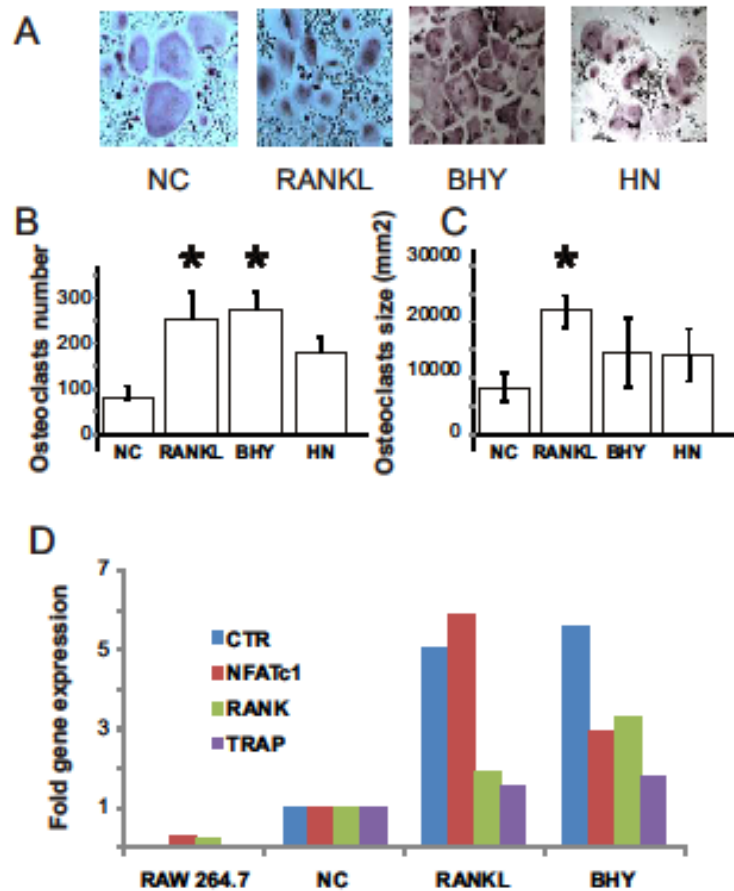 A
NC RANKL BHY HN
B
Osteoclasts number
*
*
300
200
100
0
NC RANKL BHY HN
C
Osteoclasts size (mm2)
*
30000
20000
10000
0
NC RANKL BHY HN
D
Fold gene expression
7
5
3
1
CTR
NFATc1
RANK
TRAP
RAW 264.7 NC RANKL BHY